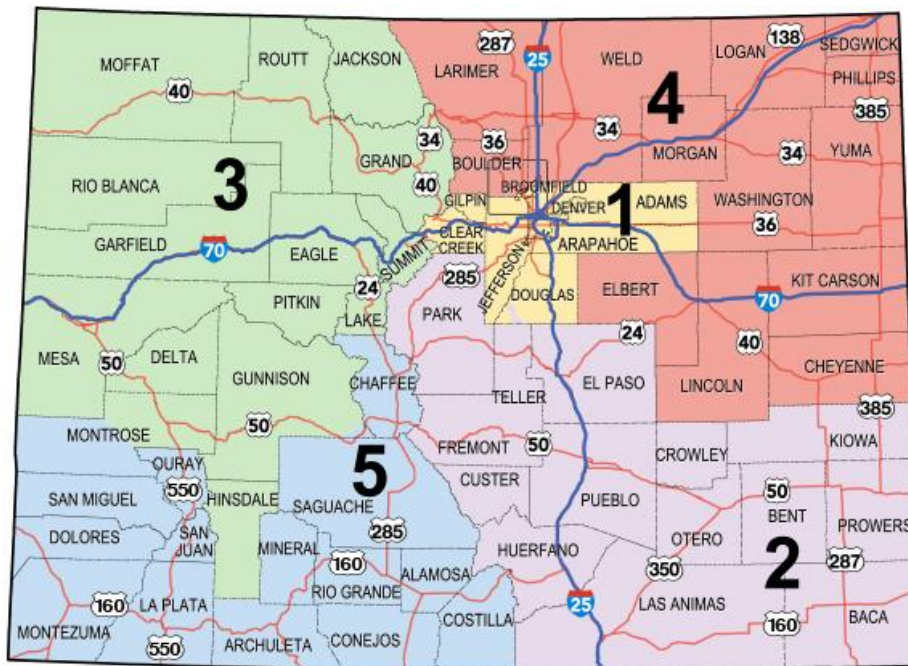 MOFFAT
ROUTT
JACKSON
LARIMER
287
25
WELD
LOGAN
138
SEDGWICK
PHILLIPS
385
40
4
34
36
34
MORGAN
34
YUMA
GRAND
BOULDER
RIO BLANCA
3
40
BROOMFIELD
GILPIN
DENVER
1
ADAMS
WASHINGTON
36
GARFIELD
70
EAGLE
SUMMIT
CLEAR
CREEK
ARAPAHOE
285
JEFFERSON
DOUGLAS
ELBERT
70
KIT CARSON
24
PITKIN
LAKE
PARK
24
40
MESA
50
DELTA
GUNNISON
CHAFFEE
TELLER
EL PASO
LINCOLN
CHEYENNE
385
MONTROSE
50
FREMONT
50
CROWLEY
KIOWA
OURAY
550
5
CUSTER
50
SAN MIGUEL
HINSDALE
SAGUACHE
PUEBLO
BENT
PROWERS
DOLORES
SAN
JUAN
MINERAL
285
HUERFANO
OTERO
2
287
160
RIO GRANDE
ALAMOSA
350
160
LA PLATA
25
LAS ANIMAS
BACA
MONTEZUMA
550
ARCHULETA
CONEJOS
COSTILLA
160